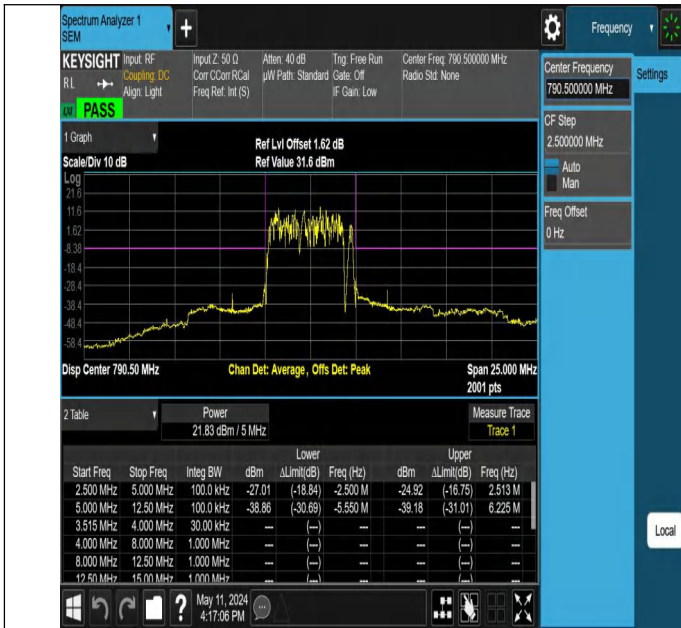 Spectrum Analyzer 1
SEM
Frequency
KEYSIGHT
RL
PASS
Input: RF
Coupling: DC
Align: Light
Input Z: 50 Ω
Corr CCorr RCal
Freq Ref: Int (S)
Atten: 40 dB
µW Path: Standard
Trig: Free Run
Gate: Off
IF Gain: Low
Center Freq: 790.500000 MHz
Radio Std: None
Center Frequency
790.500000 MHz
Settings
CF Step
2.500000 MHz
Auto
Man
Freq Offset
0 Hz
1 Graph
Scale/Div 10 dB
Ref Lvl Offset 1.62 dB
Ref Value 31.6 dBm
Log
21.6
11.6
1.62
-8.38
-18.4
-28.4
-38.4
-48.4
-58.4
Disp Center 790.50 MHz
Chan Det: Average, Offs Det: Peak
Span 25.000 MHz
2001 pts
2 Table
Power
21.83 dBm / 5 MHz
Measure Trace
Trace 1
Lower Upper
Start Freq Stop Freq Integ BW dBm ΔLimit(dB) Freq (Hz) dBm ΔLimit(dB) Freq (Hz)
2.500 MHz 5.000 MHz 100.0 kHz -27.01 (-18.84) -2.500 M -24.92 (-16.75) 2.513 M
5.000 MHz 12.50 MHz 100.0 kHz -38.86 (-30.69) -5.550 M -39.18 (-31.01) 6.225 M
3.515 MHz 4.000 MHz 30.00 kHz --- (---) --- --- (---) ---
4.000 MHz 8.000 MHz 1.000 MHz --- (---) --- --- (---) ---
8.000 MHz 12.50 MHz 1.000 MHz --- (---) --- --- (---) ---
12.50 MHz 15.00 MHz 1.000 MHz --- (---) --- --- (---) ---
Local
May 11, 2024
4:17:06 PM